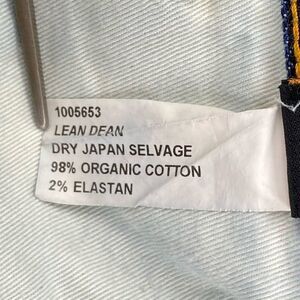 1005653
LEAN DEAN
DRY JAPAN SELVAGE
98% ORGANIC COTTON
2% ELASTAN